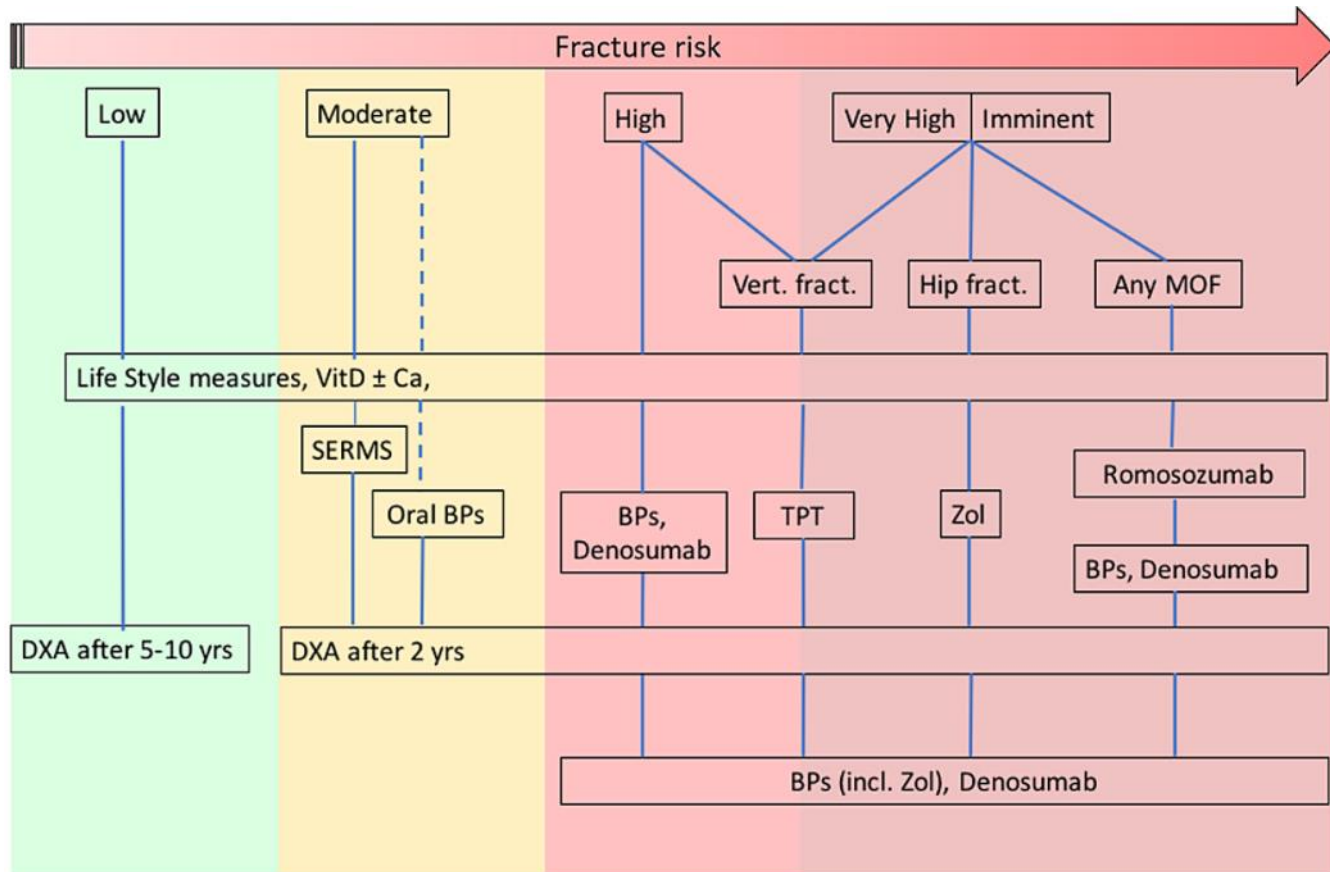 Fracture risk
Low
Moderate
High
Very High
Imminent
Vert. fract.
Hip fract.
Any MOF
Life Style measures, VitD ± Ca,
SERMS
Oral BPs
BPs,
Denosumab
TPT
Zol
Romosozumab
BPs, Denosumab
DXA after 5-10 yrs
DXA after 2 yrs
BPs (incl. Zol), Denosumab